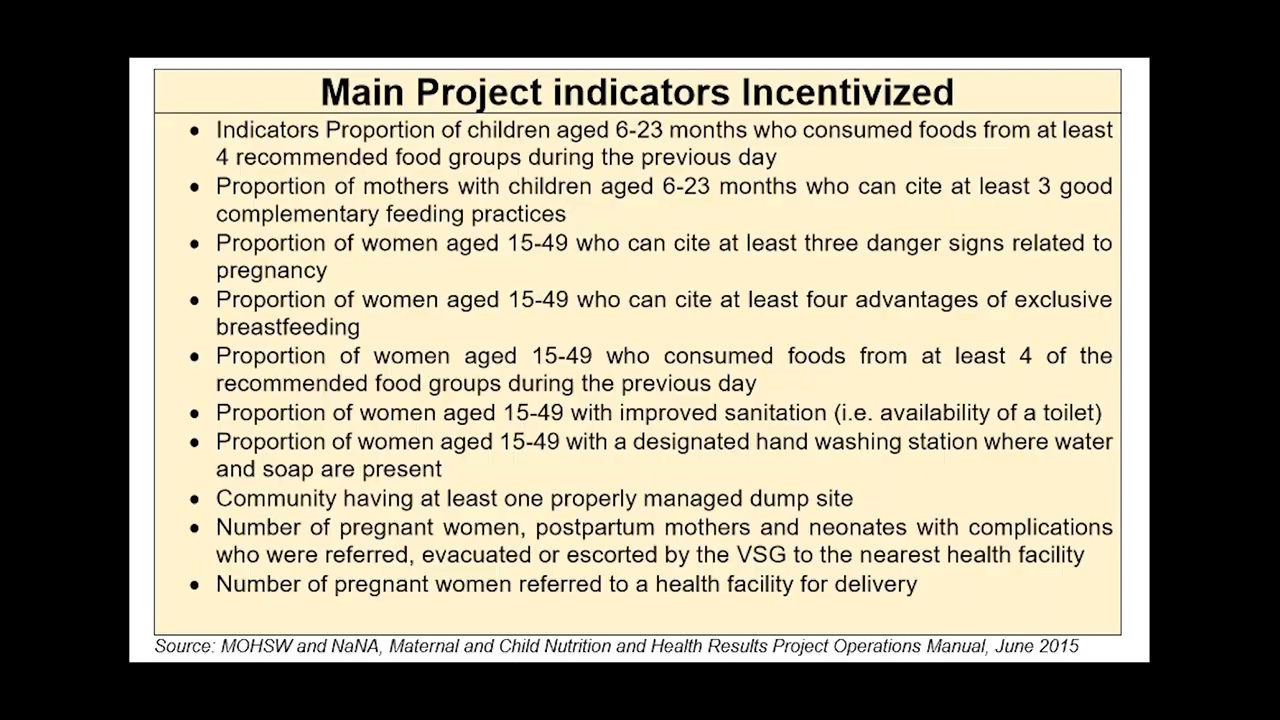 Main Project indicators Incentivized
• Indicators Proportion of children aged 6-23 months who consumed foods from at least
4 recommended food groups during the previous day
• Proportion of mothers with children aged 6-23 months who can cite at least 3 good
complementary feeding practices
• Proportion of women aged 15-49 who can cite at least three danger signs related to
pregnancy
• Proportion of women aged 15-49 who can cite at least four advantages of exclusive
breastfeeding
• Proportion of women aged 15-49 who consumed foods from at least 4 of the
recommended food groups during the previous day
• Proportion of women aged 15-49 with improved sanitation (i.e. availability of a toilet)
• Proportion of women aged 15-49 with a designated hand washing station where water
and soap are present
• Community having at least one properly managed dump site
• Number of pregnant women, postpartum mothers and neonates with complications
who were referred, evacuated or escorted by the VSG to the nearest health facility
• Number of pregnant women referred to a health facility for delivery
Source: MOHSW and NaNA, Maternal and Child Nutrition and Health Results Project Operations Manual, June 2015